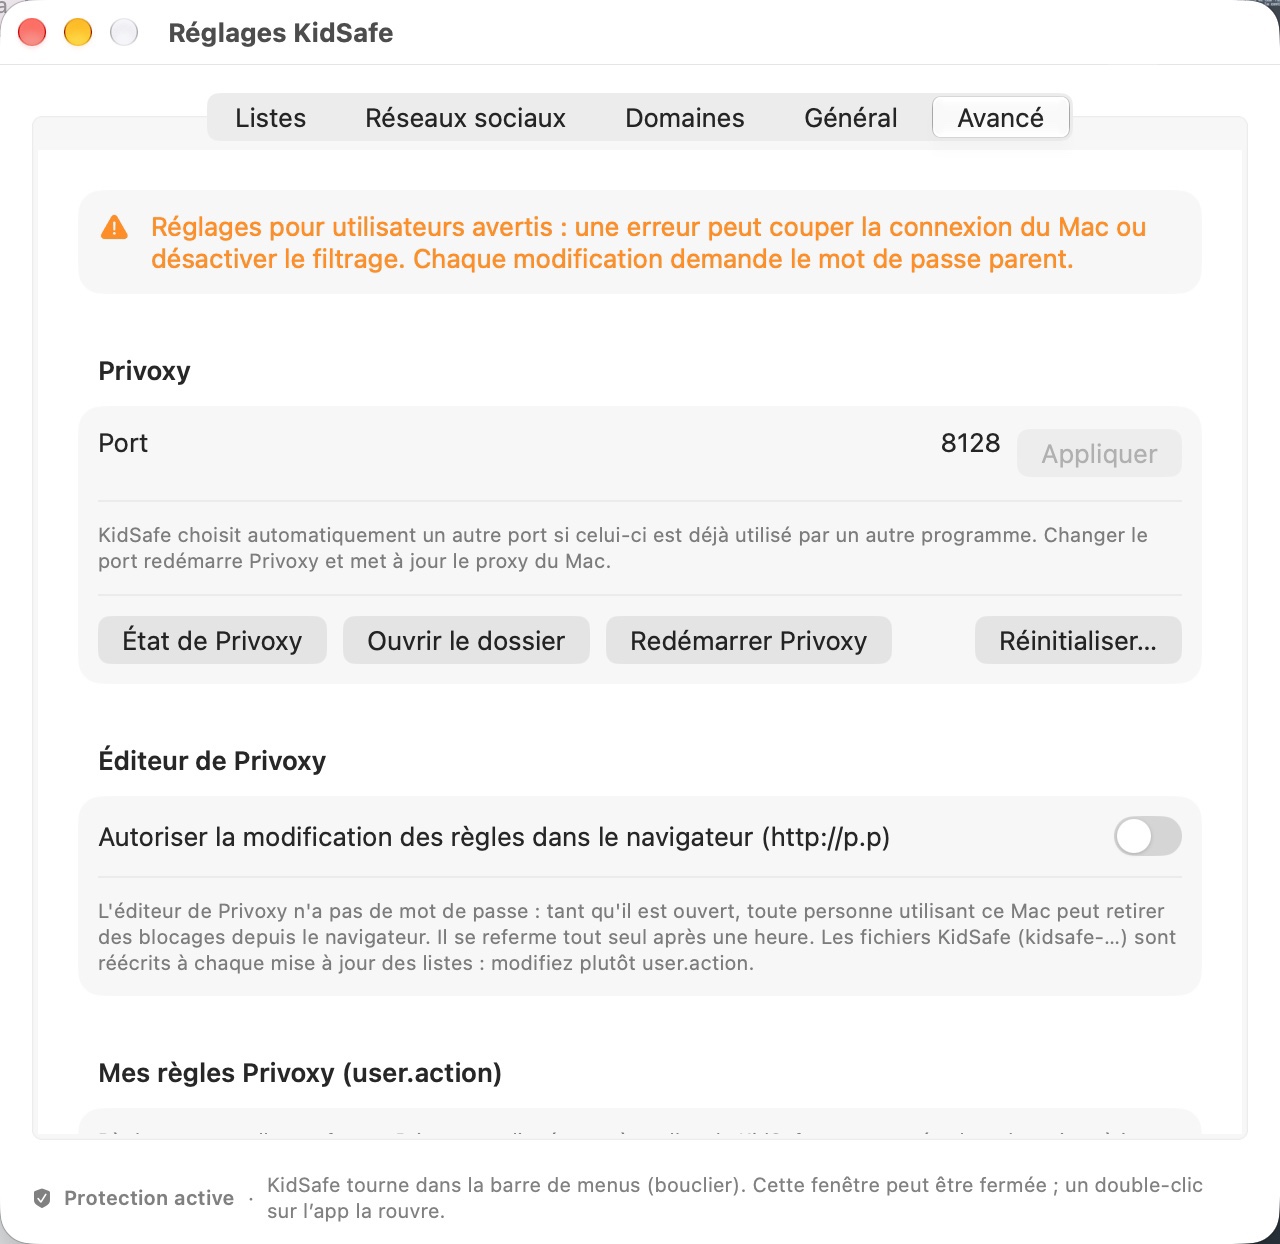 Réglages KidSafe
Listes
Réseaux sociaux
Domaines
Général
Avancé
Réglages pour utilisateurs avertis : une erreur peut couper la connexion du Mac ou
désactiver le filtrage. Chaque modification demande le mot de passe parent.
Privoxy
Port
8128
Appliquer
KidSafe choisit automatiquement un autre port si celui-ci est déjà utilisé par un autre programme. Changer le
port redémarre Privoxy et met à jour le proxy du Mac.
État de Privoxy
Ouvrir le dossier
Redémarrer Privoxy
Réinitialiser...
Éditeur de Privoxy
Autoriser la modification des règles dans le navigateur (http://p.p)
L'éditeur de Privoxy n'a pas de mot de passe : tant qu'il est ouvert, toute personne utilisant ce Mac peut retirer
des blocages depuis le navigateur. Il se referme tout seul après une heure. Les fichiers KidSafe (kidsafe-...) sont
réécrits à chaque mise à jour des listes : modifiez plutôt user.action.
Mes règles Privoxy (user.action)
Protection active ·
KidSafe tourne dans la barre de menus (bouclier). Cette fenêtre peut être fermée ; un double-clic
sur l’app la rouvre.